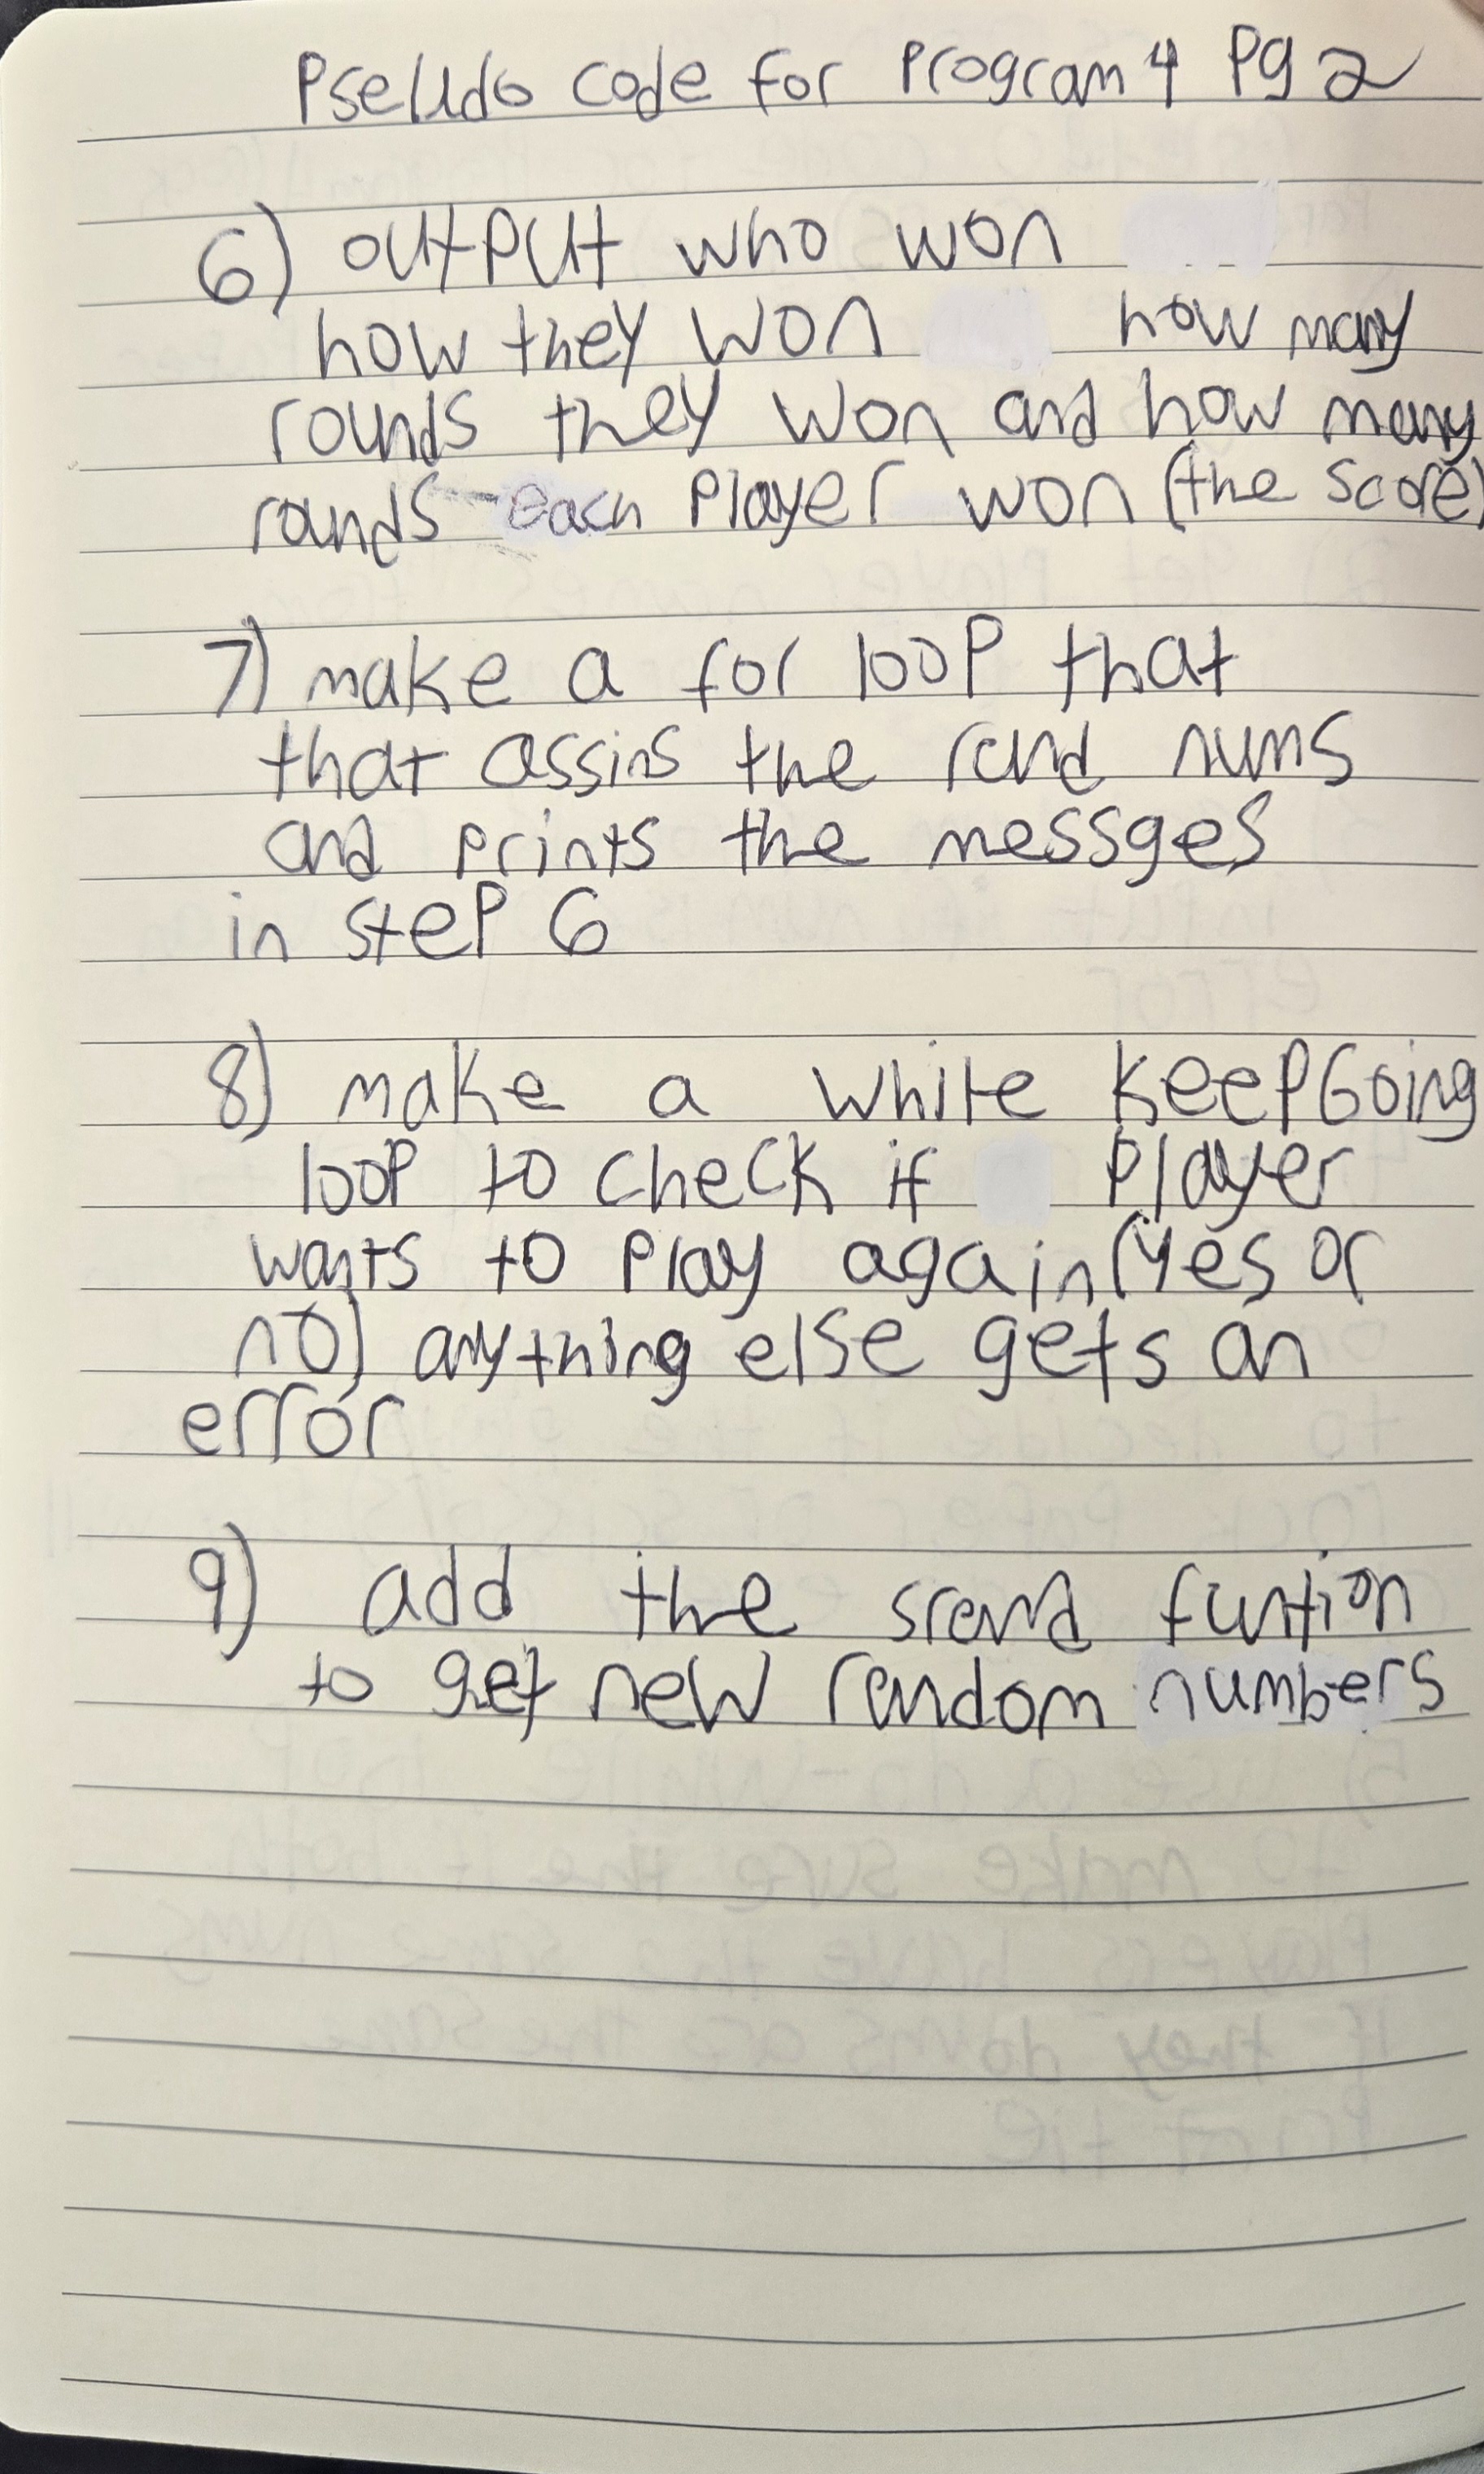 Pseudo code for Program 4 Pg 2
6) output who won
how they won how many
rounds they won and how many
rounds each Player won (the score)
7) make a for loop that
that assins the rand nums
and prints the messges
in step 6
8) make a while keepGoing
loop to check if Player
wants to Play again (yes or
no) anything else gets an
error
9) add the srand funtion
to get new random numbers